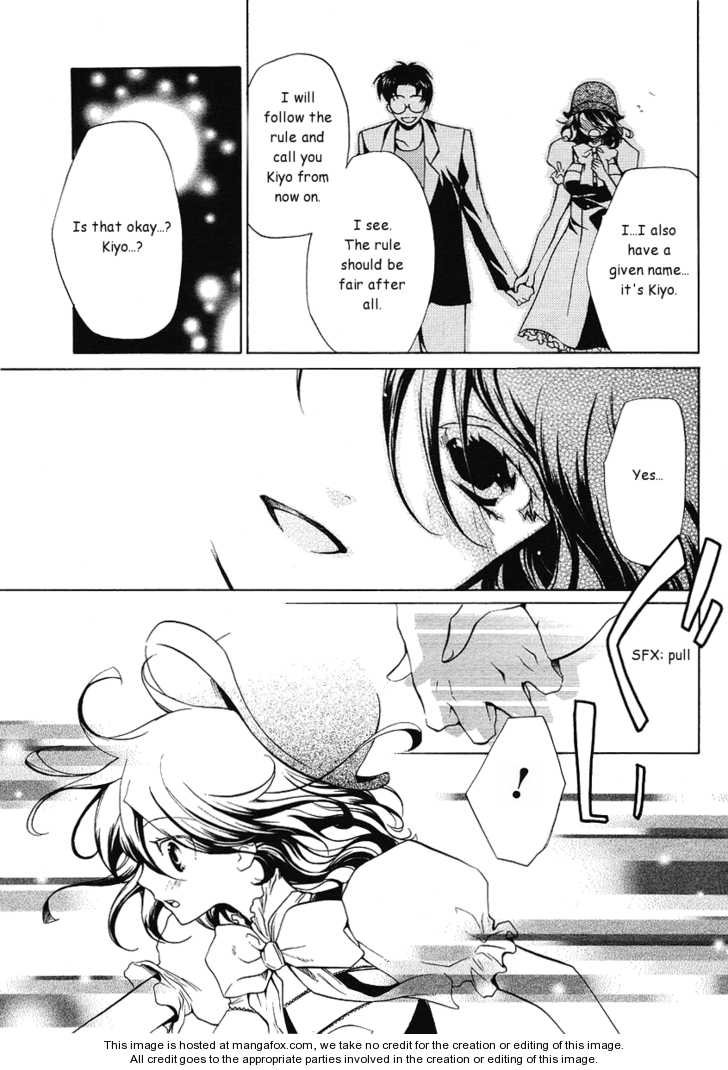 I...I also
have a
given name...
it's Kiyo.
I will
follow the
rule and
call you
Kiyo from
now on.
I see.
The rule
should be
fair after
all.
Is that okay...?
Kiyo...?
Yes...
SFX: pull
!
This image is hosted at mangafox.com, we take no credit for the creation or editing of this image.
All credit goes to the appropriate parties involved in the creation or editing of this image.